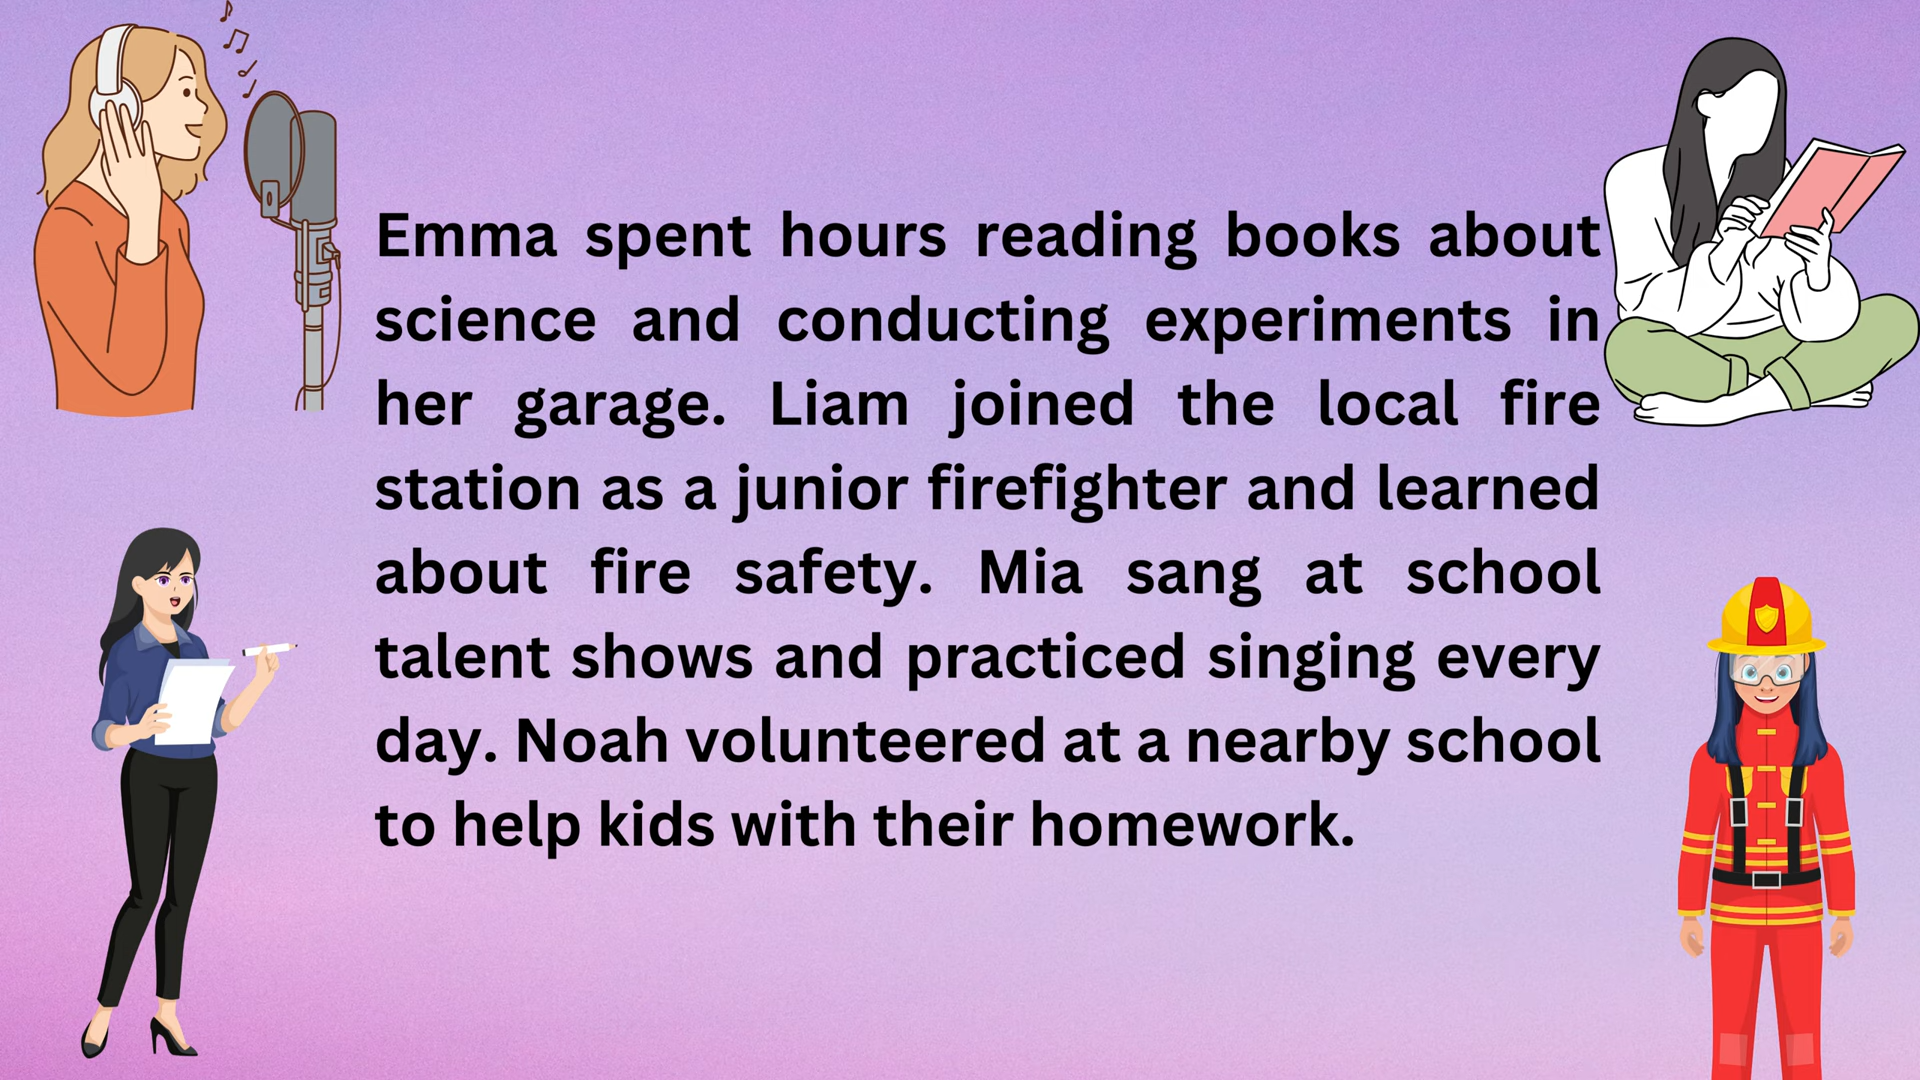 Emma spent hours reading books about
science and conducting experiments in
her garage. Liam joined the local fire
station as a junior firefighter and learned
about fire safety. Mia sang at school
talent shows and practiced singing every
day. Noah volunteered at a nearby school
to help kids with their homework.